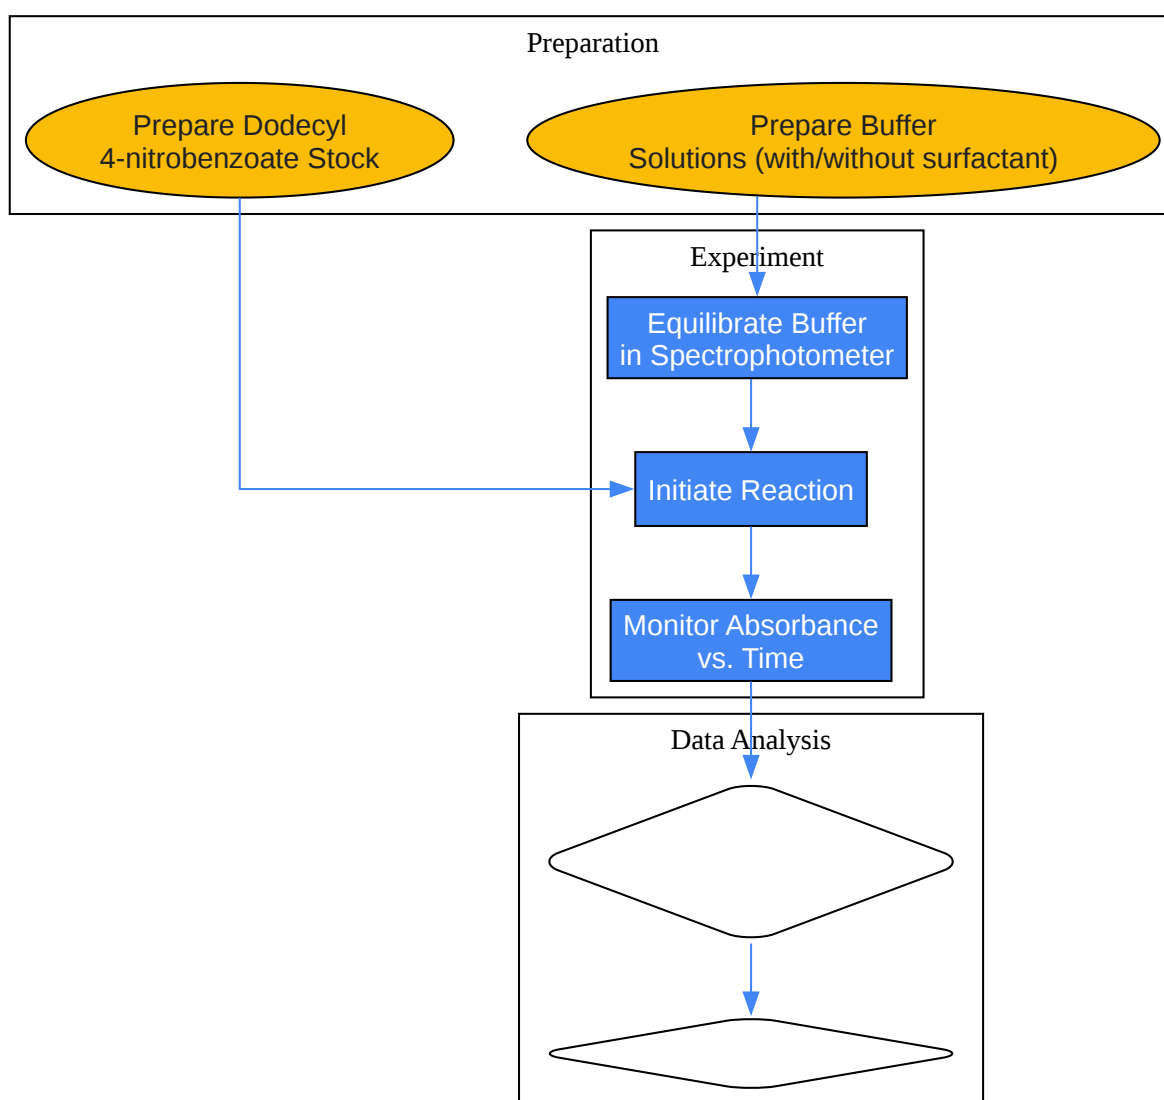 Preparation
Prepare Dodecyl
4-nitrobenzoate Stock
Prepare Buffer
Solutions (with/without surfactant)
Experiment
Equilibrate Buffer
in Spectrophotometer
Initiate Reaction
Monitor Absorbance
vs. Time
Data Analysis